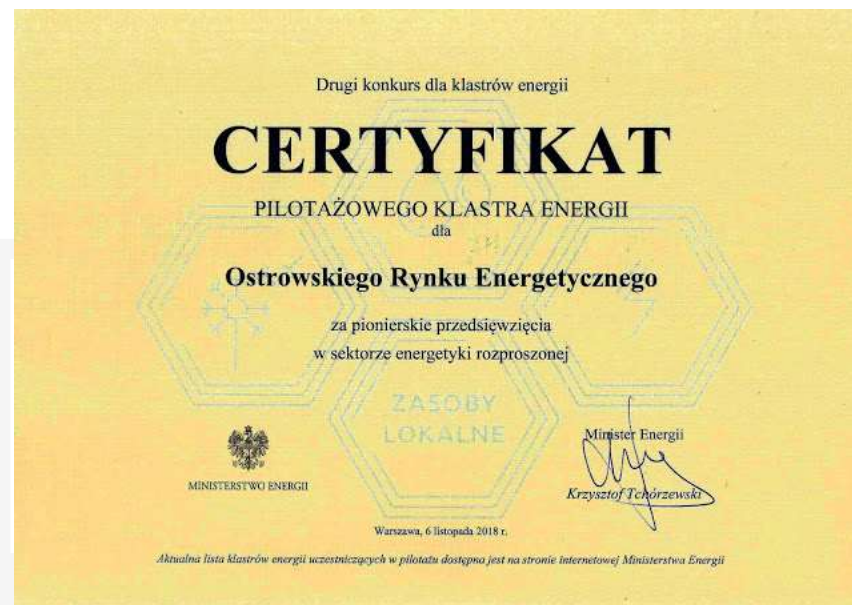 Drugi konkurs dla klastrów energii
CERTYFIKAT
PILOTAŻOWEGO KLASTRA ENERGII
dla
Ostrowskiego Rynku Energetycznego
za pionierskie przedsięwzięcia
w sektorze energetyki rozproszonej
ZASOBY
LOKALNE
Minister Energii
MINISTERSTWO ENERGII
Krzysztof Tchórzewski
Warszawa, 6 listopada 2018 r.
Aktualna lista klastrów energii uczestniczących w pilotażu dostępna jest na stronie internetowej Ministerstwa Energii